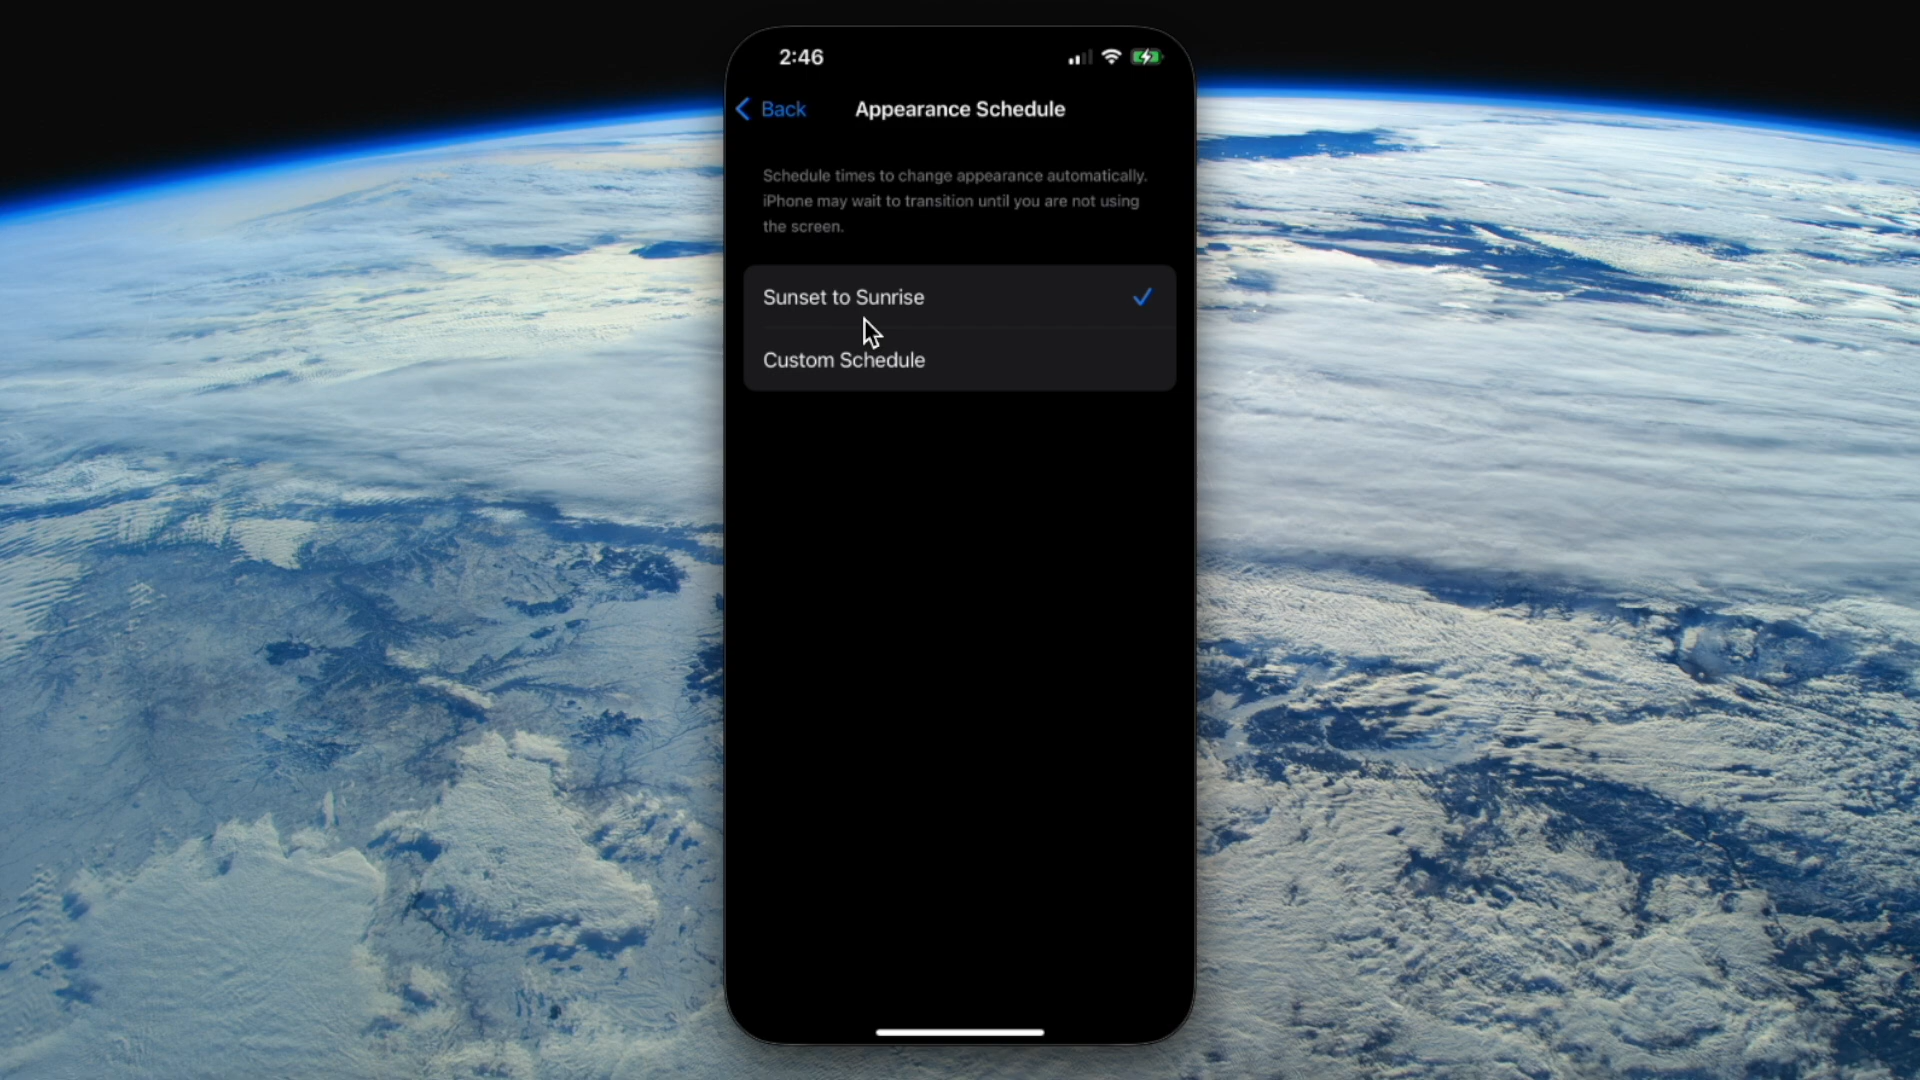 2:46
Back
Appearance Schedule
Schedule times to change appearance automatically.
iPhone may wait to transition until you are not using
the screen.
Sunset to Sunrise
Custom Schedule